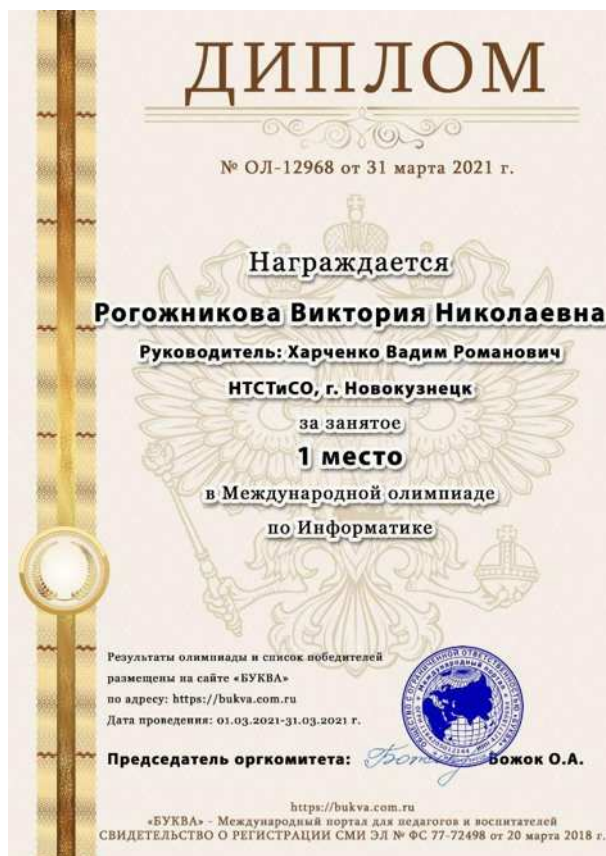 ДИПЛОМ
№ ОЛ-12968 от 31 марта 2021 г.
Награждается
Рогожникова Виктория Николаевна
Руководитель: Харченко Вадим Романович
НТСТиСО, г. Новокузнецк
за занятое
1 место
в Международной олимпиаде
по Информатике
Результаты олимпиады и список победителей
размещены на сайте «БУКВА»
по адресу: https://bukva.com.ru
Дата проведения: 01.03.2021-31.03.2021 г.
Председатель оргкомитета: Божок О.А.
https://bukva.com.ru
«БУКВА» - Международный портал для педагогов и воспитателей
СВИДЕТЕЛЬСТВО О РЕГИСТРАЦИИ СМИ ЭЛ № ФС 77-72498 от 20 марта 2018 г.